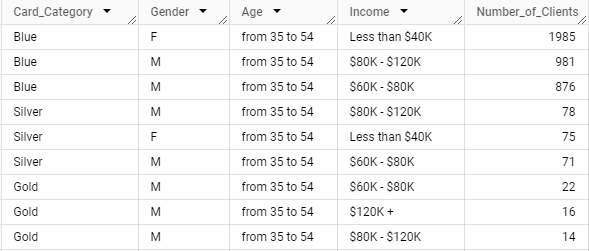 Card_Category Gender Age Income Number_of_Clients
Blue F from 35 to 54 Less than $40K 1985
Blue M from 35 to 54 $80K - $120K 981
Blue M from 35 to 54 $60K - $80K 876
Silver M from 35 to 54 $80K - $120K 78
Silver F from 35 to 54 Less than $40K 75
Silver M from 35 to 54 $60K - $80K 71
Gold M from 35 to 54 $60K - $80K 22
Gold M from 35 to 54 $120K + 16
Gold M from 35 to 54 $80K - $120K 14